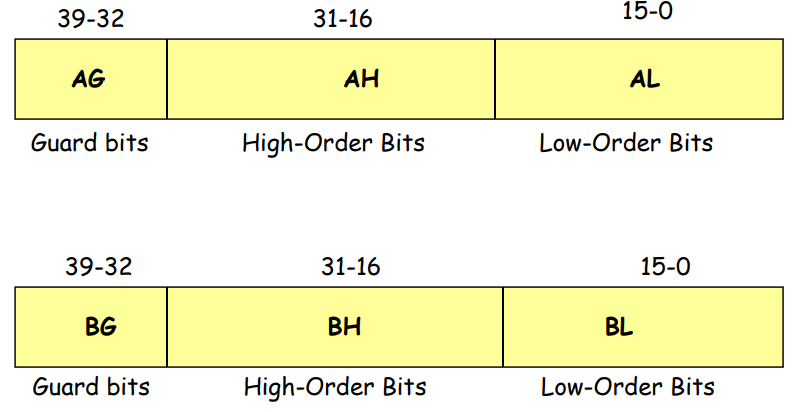 39-32 31-16 15-0
AG AH AL
Guard bits High-Order Bits Low-Order Bits
39-32 31-16 15-0
BG BH BL
Guard bits High-Order Bits Low-Order Bits